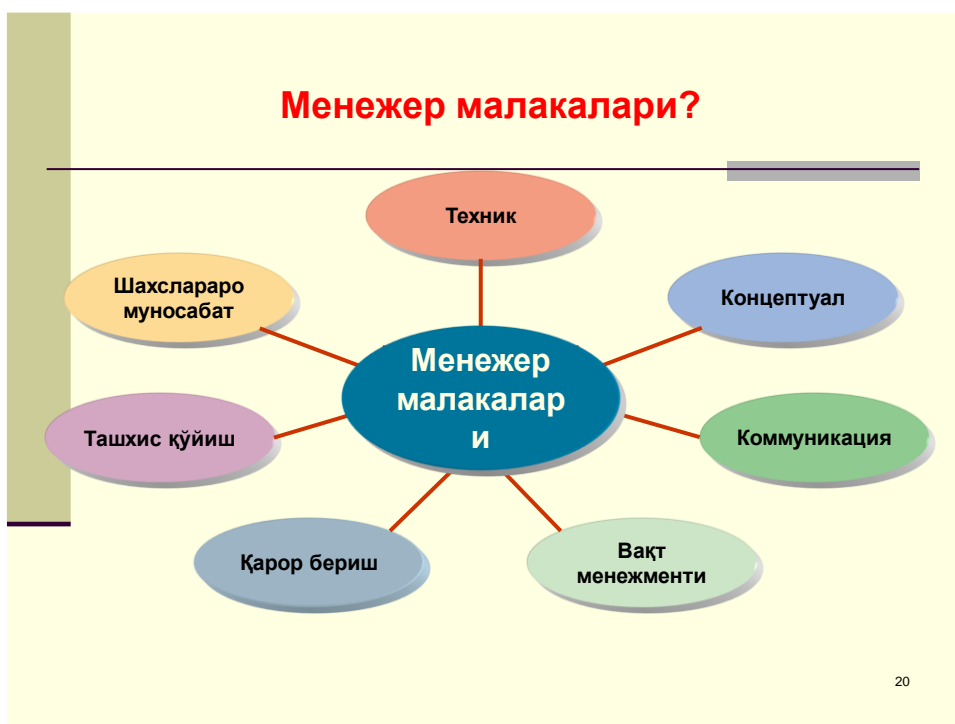 Менежер малакалари?
Техник
Шахслараро
муносабат
Концептуал
Менежер
малакалар
и
Ташхис қўйиш
Коммуникация
Қарор бериш
Вақт
менежменти
20